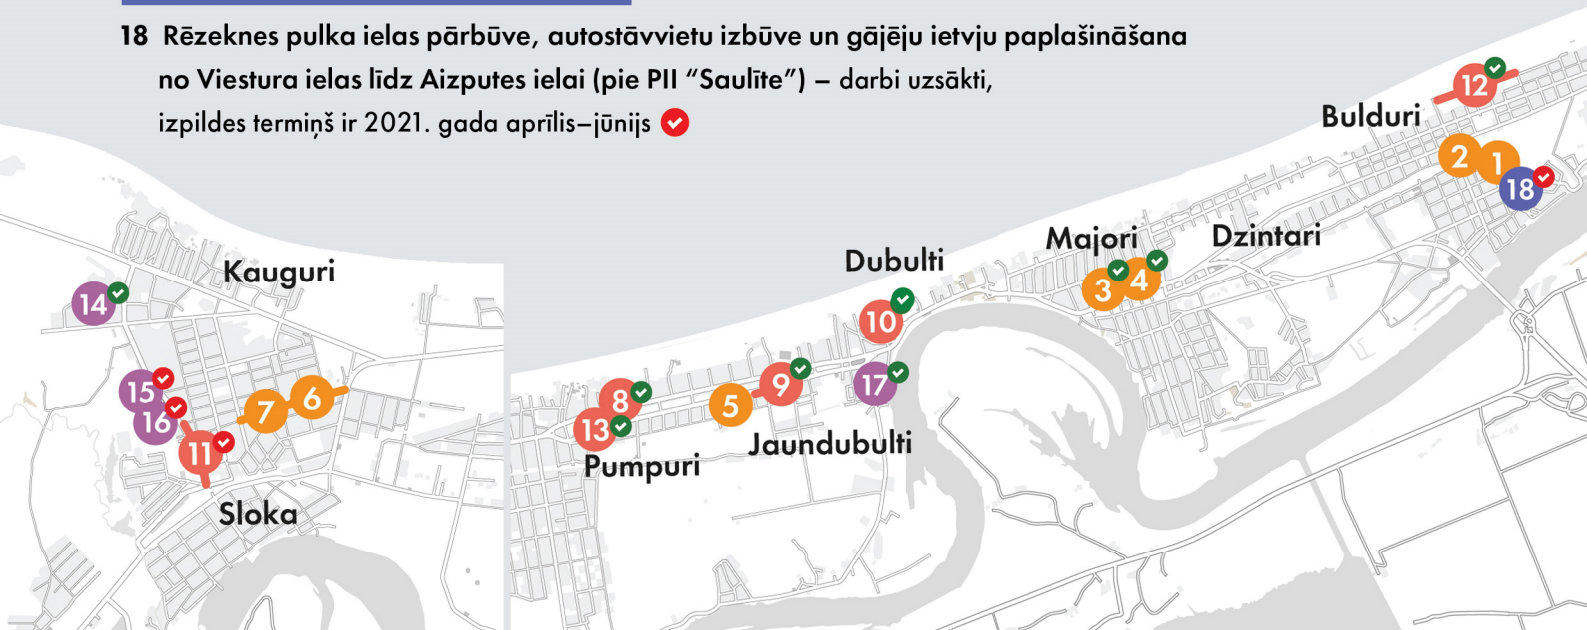 18 Rēzeknes pulka ielas pārbūve, autostāvvietu izbūve un gājēju ietvju paplašināšana
no Viestura ielas līdz Aizputes ielai (pie PII “Saulīte”) – darbi uzsākti,
izpildes termiņš ir 2021. gada aprīlis–jūnijs
12
Bulduri
2 1
18
Majori
Dzintari
Dubulti
3 4
Kauguri
14
10
15
16
7 6
11
8
9
17
5
13
Jaundubulti
Pumpuri
Sloka